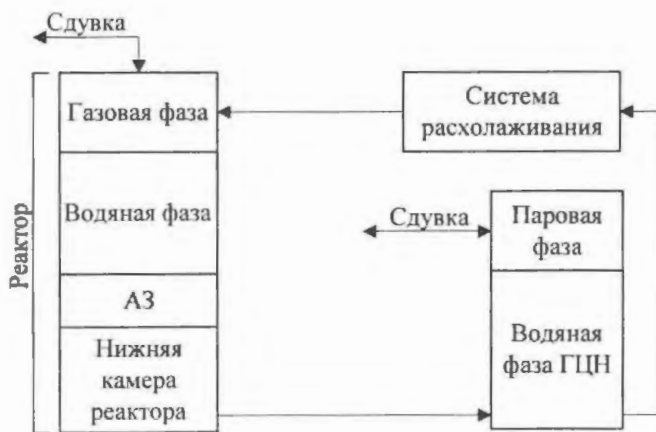 Сдувка
Реактор
Газовая фаза
Водяная фаза
АЗ
Нижняя
камера
реактора
Система
расхолаживания
Сдувка
Паровая
фаза
Водяная
фаза ГЦН